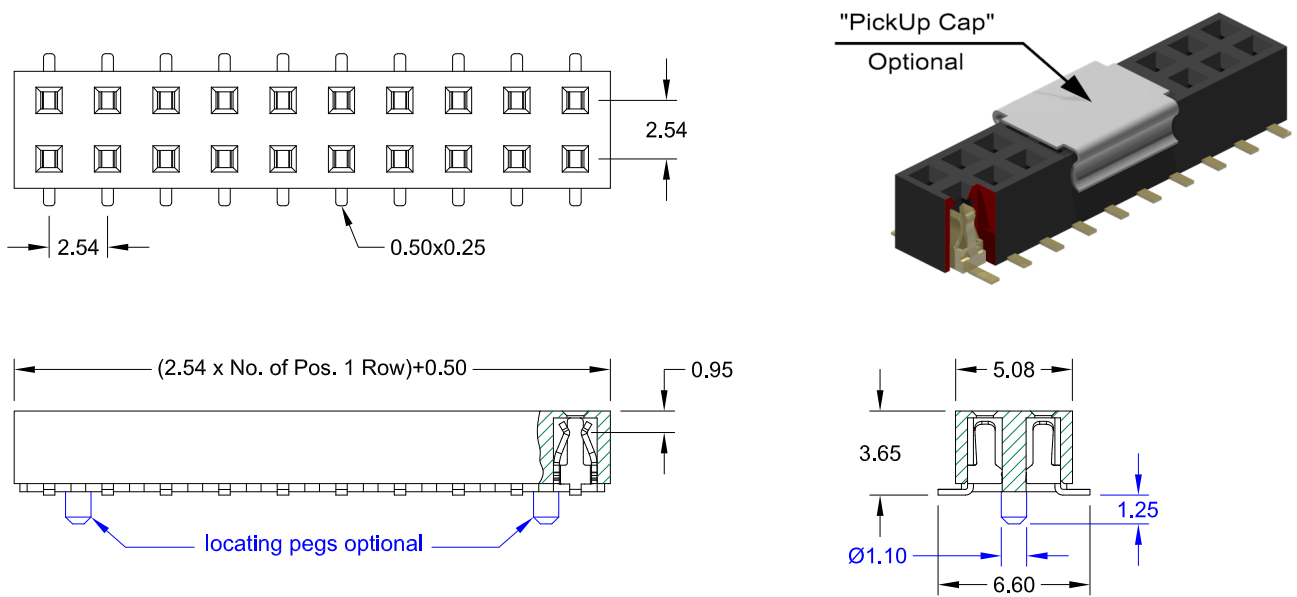 "PickUp Cap"
Optional
2.54
2.54
0.50x0.25
(2.54 x No. of Pos. 1 Row)+0.50
0.95
5.08
3.65
1.25
locating pegs optional
Ø1.10
6.60